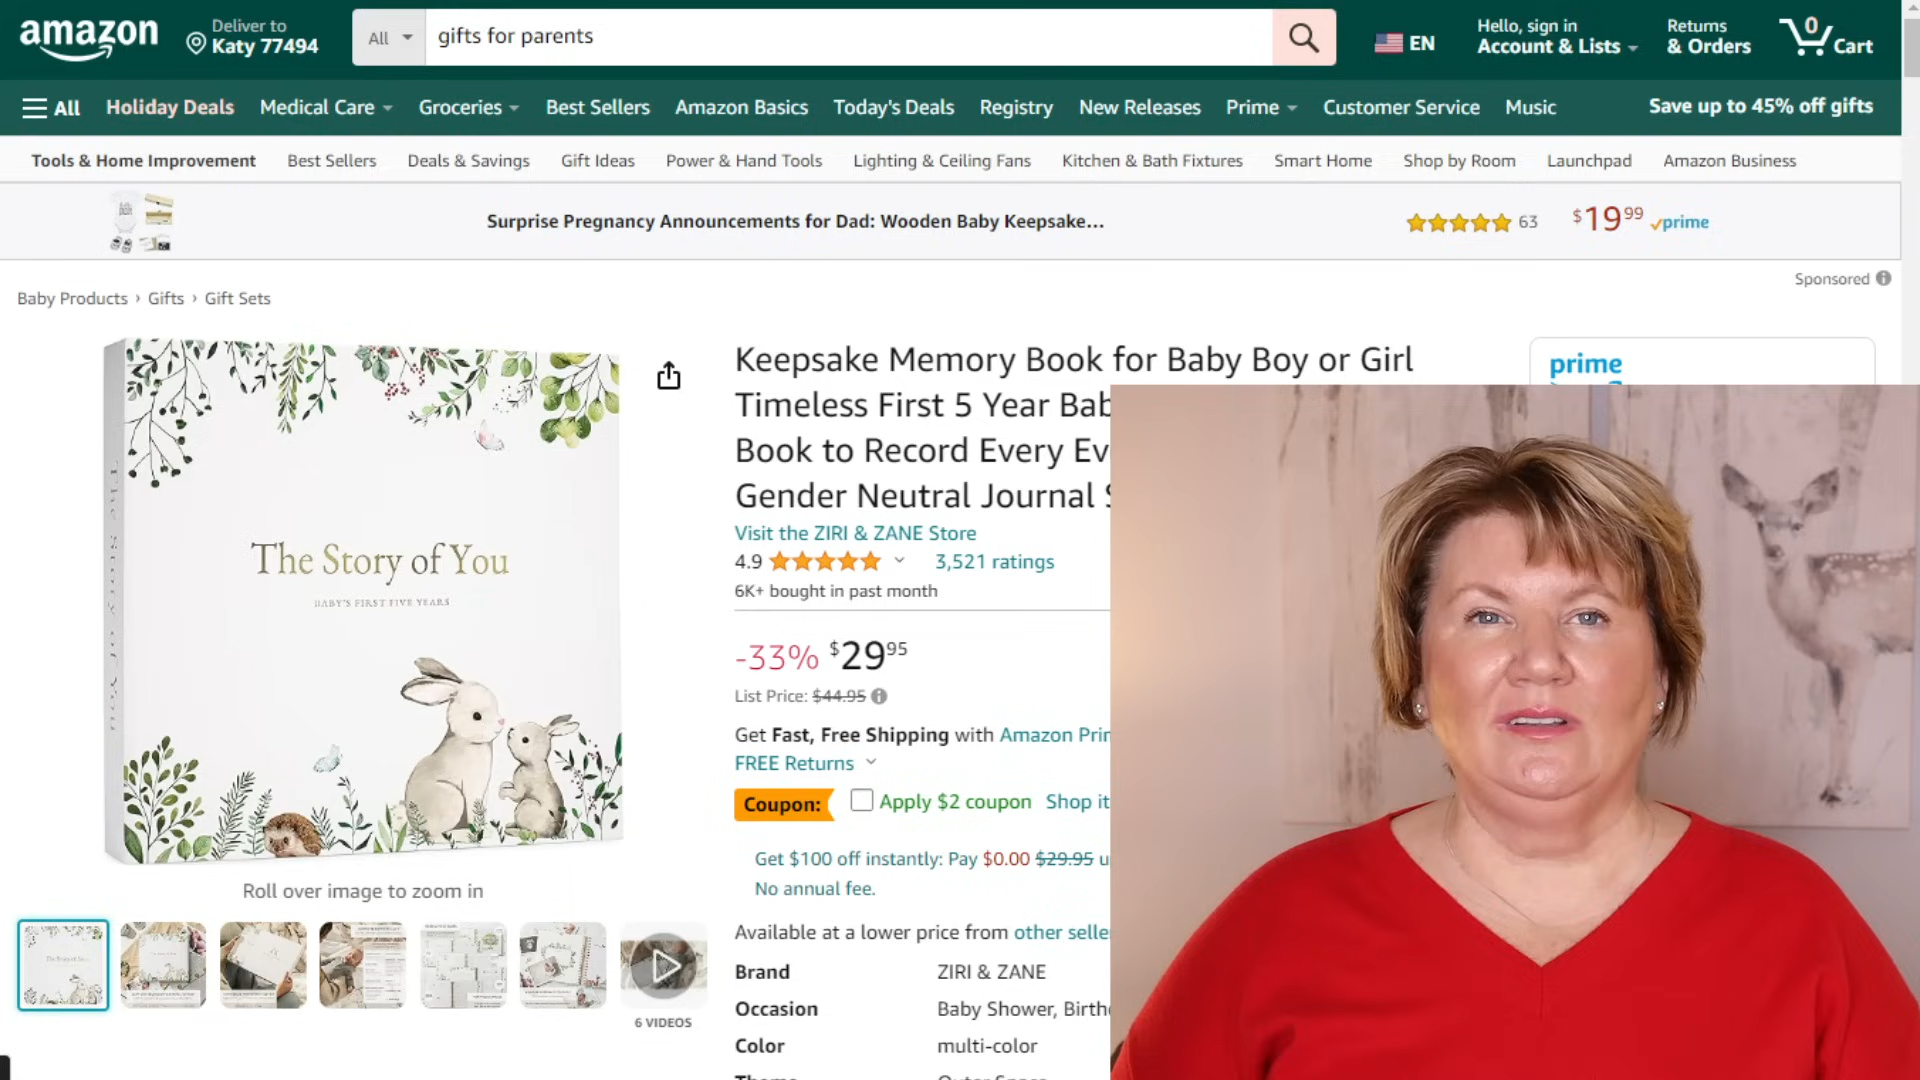 amazon
Deliver to
Katy 77494
All
gifts for parents
EN
Hello, sign in
Account & Lists
Returns
& Orders
0
Cart
All
Holiday Deals
Medical Care
Groceries
Best Sellers
Amazon Basics
Today's Deals
Registry
New Releases
Prime
Customer Service
Music
Save up to 45% off gifts
Tools & Home Improvement
Best Sellers
Deals & Savings
Gift Ideas
Power & Hand Tools
Lighting & Ceiling Fans
Kitchen & Bath Fixtures
Smart Home
Shop by Room
Launchpad
Amazon Business
Surprise Pregnancy Announcements for Dad: Wooden Baby Keepsake...
63
$19 99
prime
Sponsored
Baby Products › Gifts › Gift Sets
The Story of You
BABY'S FIRST FIVE YEARS
The Story of You
Roll over image to zoom in
6 VIDEOS
Keepsake Memory Book for Baby Boy or Girl
Timeless First 5 Year Bab
Book to Record Every Ev
Gender Neutral Journal
Visit the ZIRI & ZANE Store
4.9
3,521 ratings
6K+ bought in past month
-33% $29 95
List Price: $44.95
Get Fast, Free Shipping with Amazon Prir
FREE Returns
Coupon:
Apply $2 coupon
Shop it
Get $100 off instantly: Pay $0.00 $29.95 u
No annual fee.
Available at a lower price from other selle
Brand
ZIRI & ZANE
Occasion
Baby Shower, Birth
Color
multi-color
prime